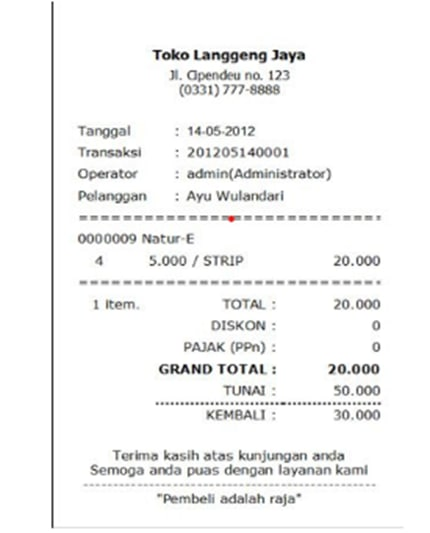 Toko Langgeng Jaya
Jl. Cipendeu no. 123
(0331) 777-8888
Tanggal : 14-05-2012
Transaksi : 201205140001
Operator : admin(Administrator)
Pelanggan : Ayu Wulandari
================================
0000009 Natur-E
4 5.000 / STRIP 20.000
================================
1 item. TOTAL : 20.000
DISKON : 0
PAJAK (PPn) : 0
GRAND TOTAL : 20.000
TUNAI : 50.000
KEMBALI : 30.000
Terima kasih atas kunjungan anda
Semoga anda puas dengan layanan kami
"Pembeli adalah raja"